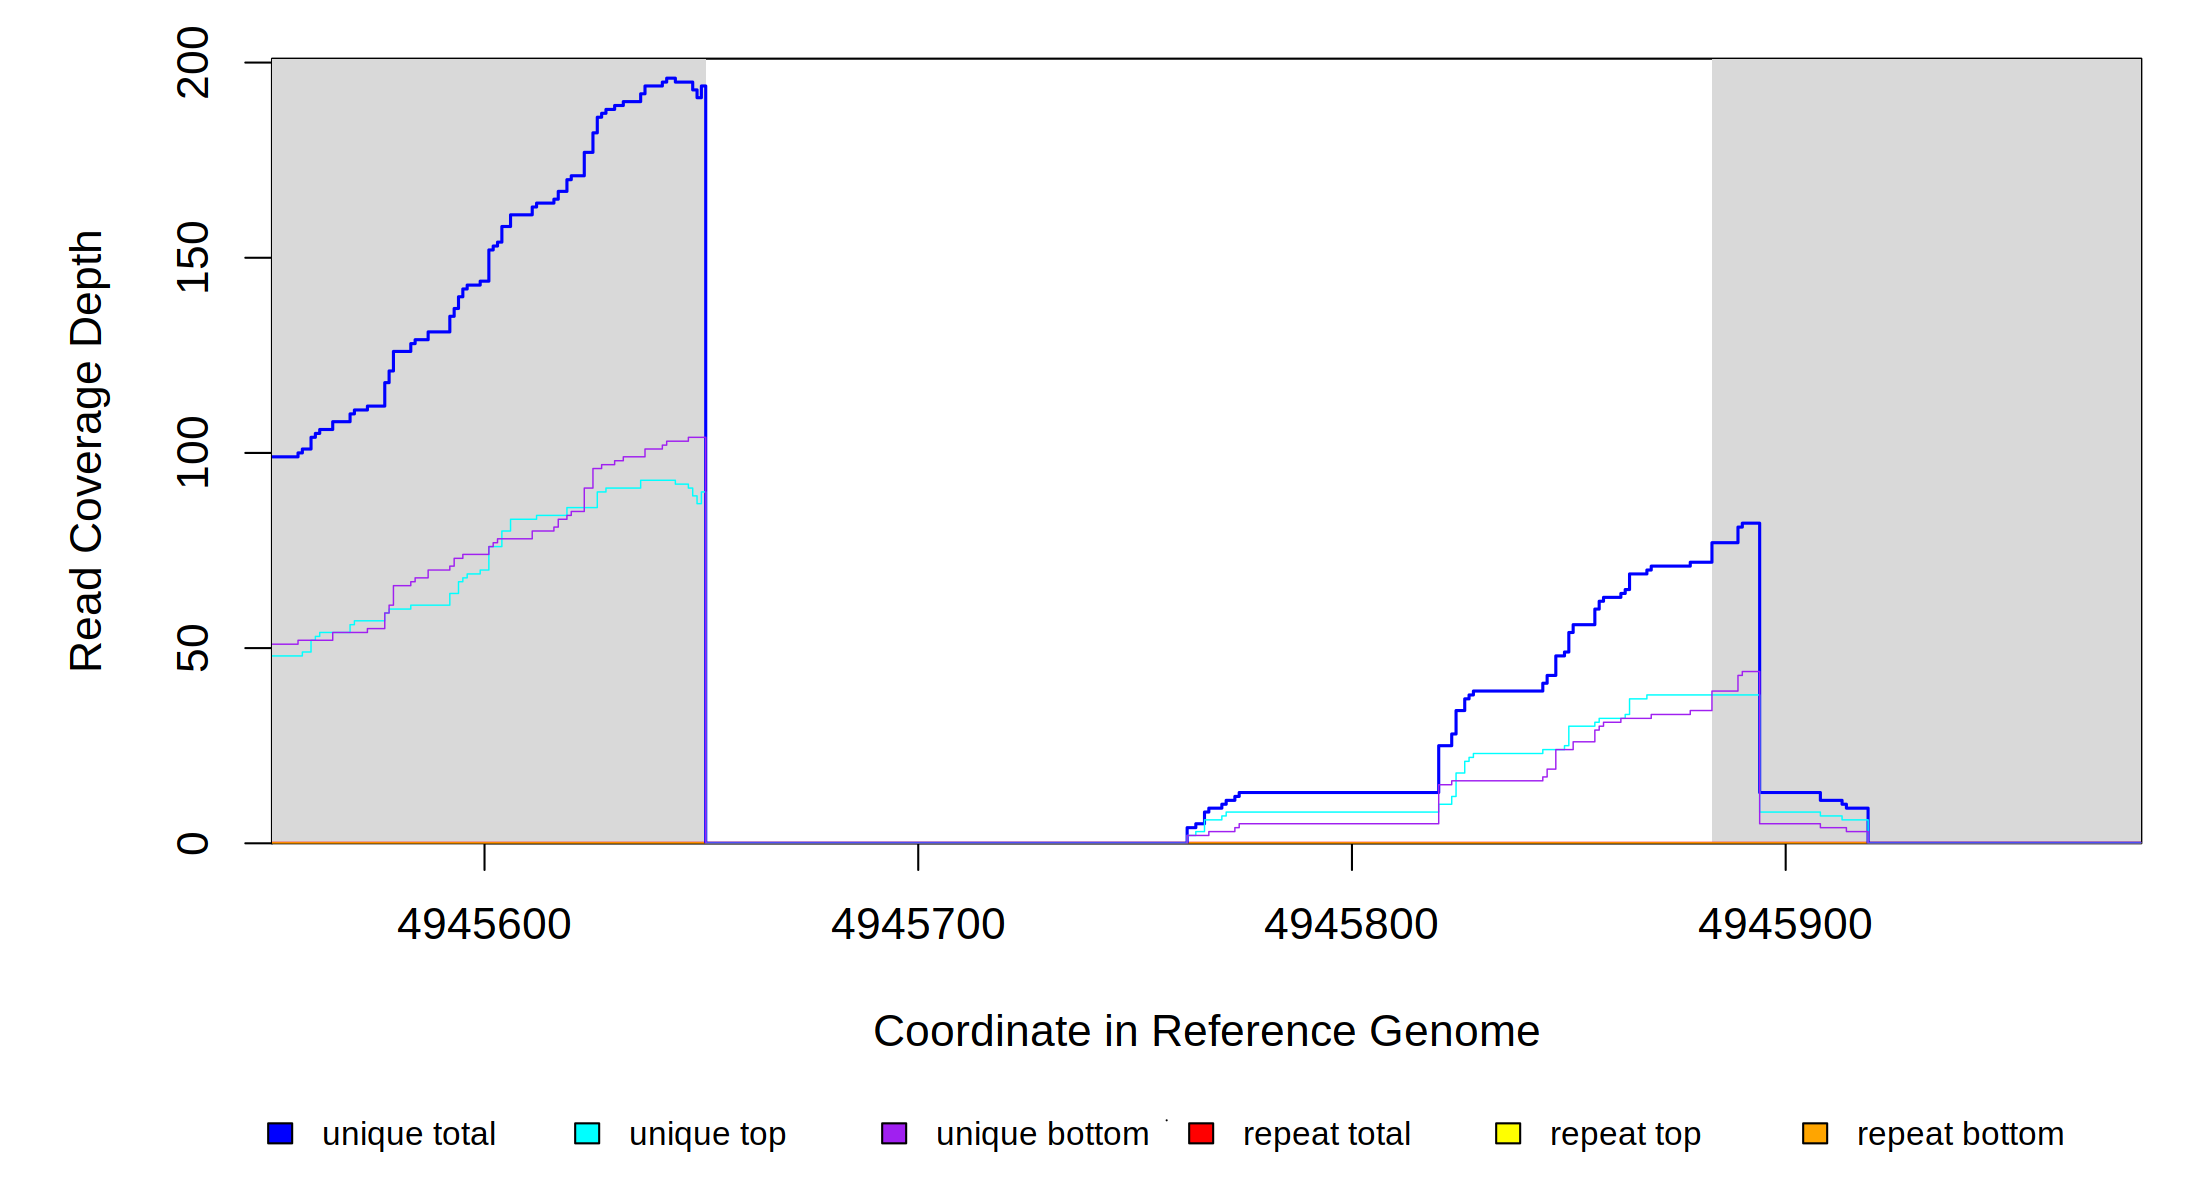 200
150
100
50
0
Read Coverage Depth
4945600 4945700 4945800 4945900
Coordinate in Reference Genome
unique total unique top unique bottom repeat total repeat top repeat bottom